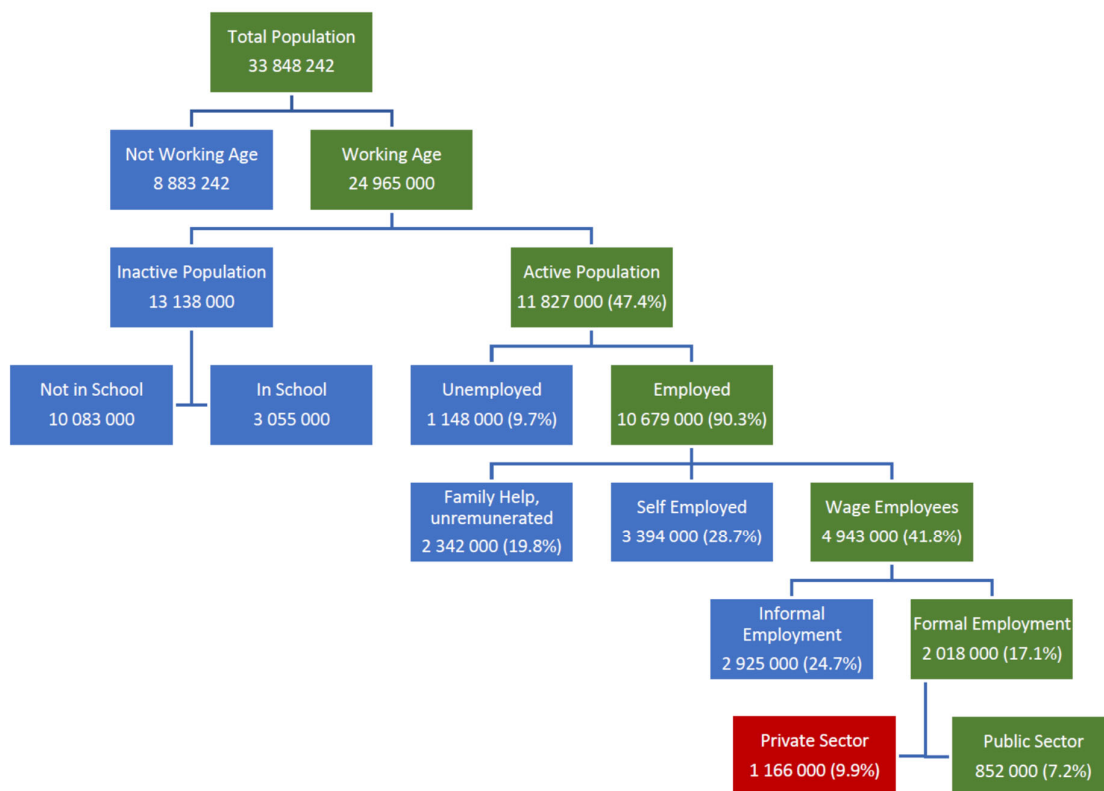 Total Population
33 848 242
Not Working Age
8 883 242
Working Age
24 965 000
Inactive Population
13 138 000
Active Population
11 827 000 (47.4%)
Not in School
10 083 000
In School
3 055 000
Unemployed
1 148 000 (9.7%)
Employed
10 679 000 (90.3%)
Family Help,
unremunerated
2 342 000 (19.8%)
Self Employed
3 394 000 (28.7%)
Wage Employees
4 943 000 (41.8%)
Informal
Employment
2 925 000 (24.7%)
Formal Employment
2 018 000 (17.1%)
Private Sector
1 166 000 (9.9%)
Public Sector
852 000 (7.2%)